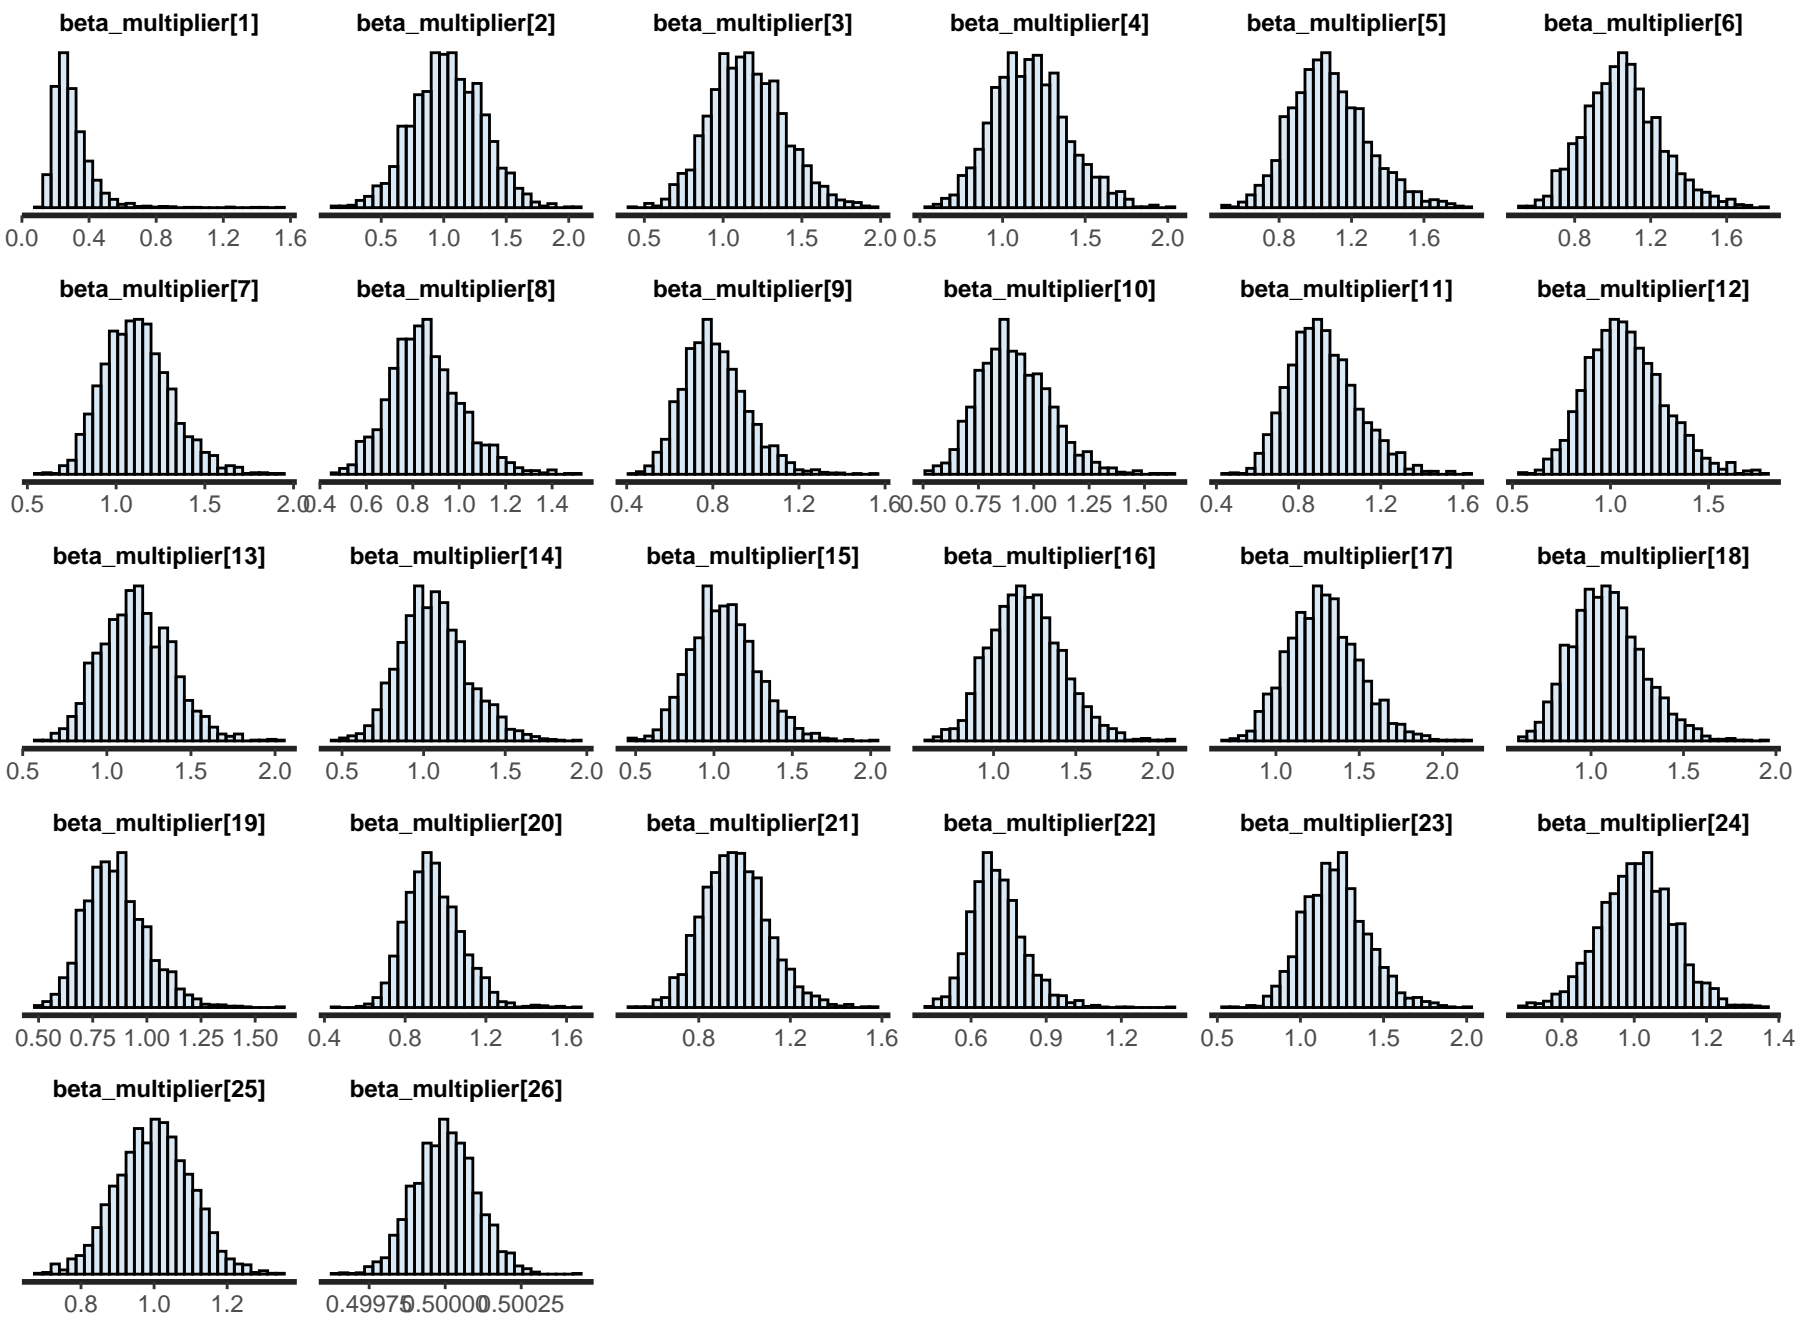 beta_multiplier[1] beta_multiplier[2] beta_multiplier[3] beta_multiplier[4] beta_multiplier[5] beta_multiplier[6]
0.0 0.4 0.8 1.2 1.6 0.5 1.0 1.5 2.0 0.5 1.0 1.5 2.0 0.5 1.0 1.5 2.0 0.8 1.2 1.6 0.8 1.2 1.6
beta_multiplier[7] beta_multiplier[8] beta_multiplier[9] beta_multiplier[10] beta_multiplier[11] beta_multiplier[12]
0.5 1.0 1.5 2.0 0.4 0.6 0.8 1.0 1.2 1.4 0.4 0.8 1.2 1.6 0.50 0.75 1.00 1.25 1.50 0.4 0.8 1.2 1.6 0.5 1.0 1.5
beta_multiplier[13] beta_multiplier[14] beta_multiplier[15] beta_multiplier[16] beta_multiplier[17] beta_multiplier[18]
0.5 1.0 1.5 2.0 0.5 1.0 1.5 2.0 0.5 1.0 1.5 2.0 1.0 1.5 2.0 1.0 1.5 2.0 1.0 1.5 2.0
beta_multiplier[19] beta_multiplier[20] beta_multiplier[21] beta_multiplier[22] beta_multiplier[23] beta_multiplier[24]
0.50 0.75 1.00 1.25 1.50 0.4 0.8 1.2 1.6 0.8 1.2 1.6 0.6 0.9 1.2 0.5 1.0 1.5 2.0 0.8 1.0 1.2 1.4
beta_multiplier[25] beta_multiplier[26]
0.8 1.0 1.2 0.49975 0.50000 0.50025